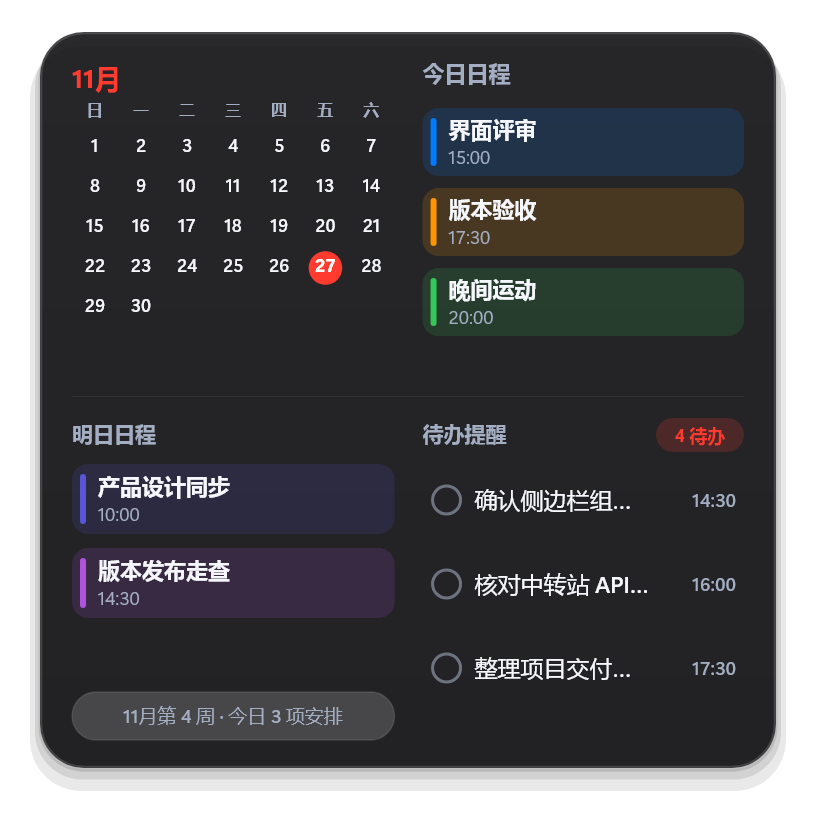 11月
日 一 二 三 四 五 六
1 2 3 4 5 6 7
8 9 10 11 12 13 14
15 16 17 18 19 20 21
22 23 24 25 26 27 28
29 30
今日日程
界面评审
15:00
版本验收
17:30
晚间运动
20:00
明日日程
产品设计同步
10:00
版本发布走查
14:30
11月第 4 周 · 今日 3 项安排
待办提醒
4 待办
确认侧边栏组... 14:30
核对中转站 API... 16:00
整理项目交付... 17:30